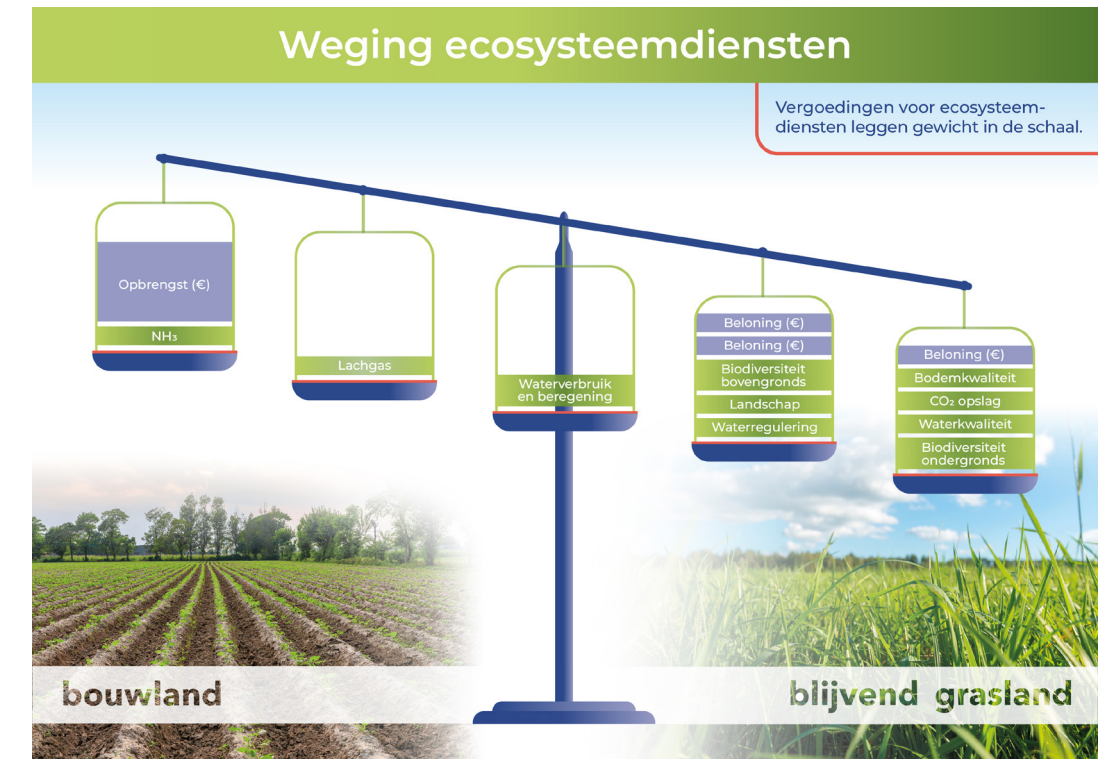 Weging ecosysteemdiensten
Vergoedingen voor ecosysteem-
diensten leggen gewicht in de schaal.
Opbrengst (€)
NH₃
Lachgas
Waterverbruik
en beregening
Beloning (€)
Beloning (€)
Biodiversiteit
bovengronds
Landschap
Waterregulering
Beloning (€)
Bodemkwaliteit
CO₂ opslag
Waterkwaliteit
Biodiversiteit
ondergronds
bouwland
blijvend grasland